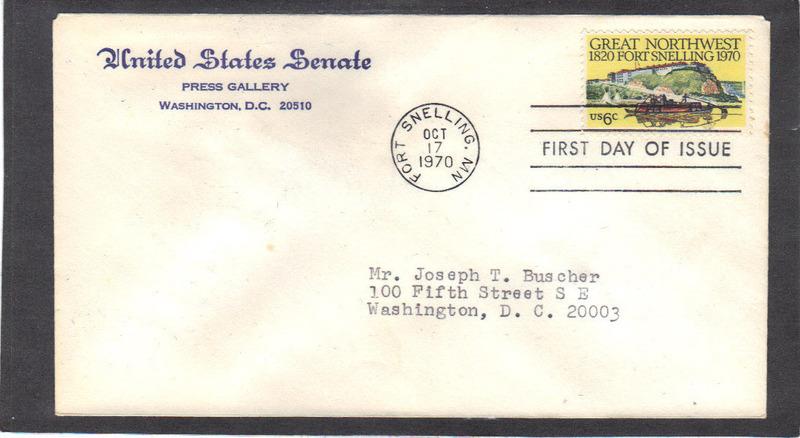 United States Senate
PRESS GALLERY
WASHINGTON, D.C. 20510
GREAT NORTHWEST
1820 FORT SNELLING 1970
US 6c
FORT SNELLING, MN
OCT
17
1970
FIRST DAY OF ISSUE
Mr. Joseph T. Buscher
100 Fifth Street S E
Washington, D. C. 20003